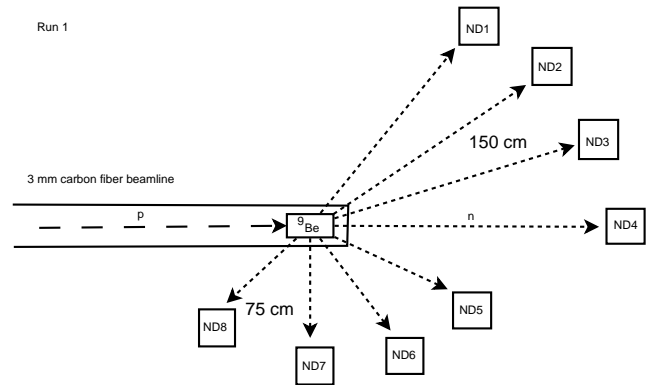 Run 1
ND1
ND2
ND3
150 cm
3 mm carbon fiber beamline
p
9Be
n
ND4
ND5
75 cm
ND8
ND7
ND6